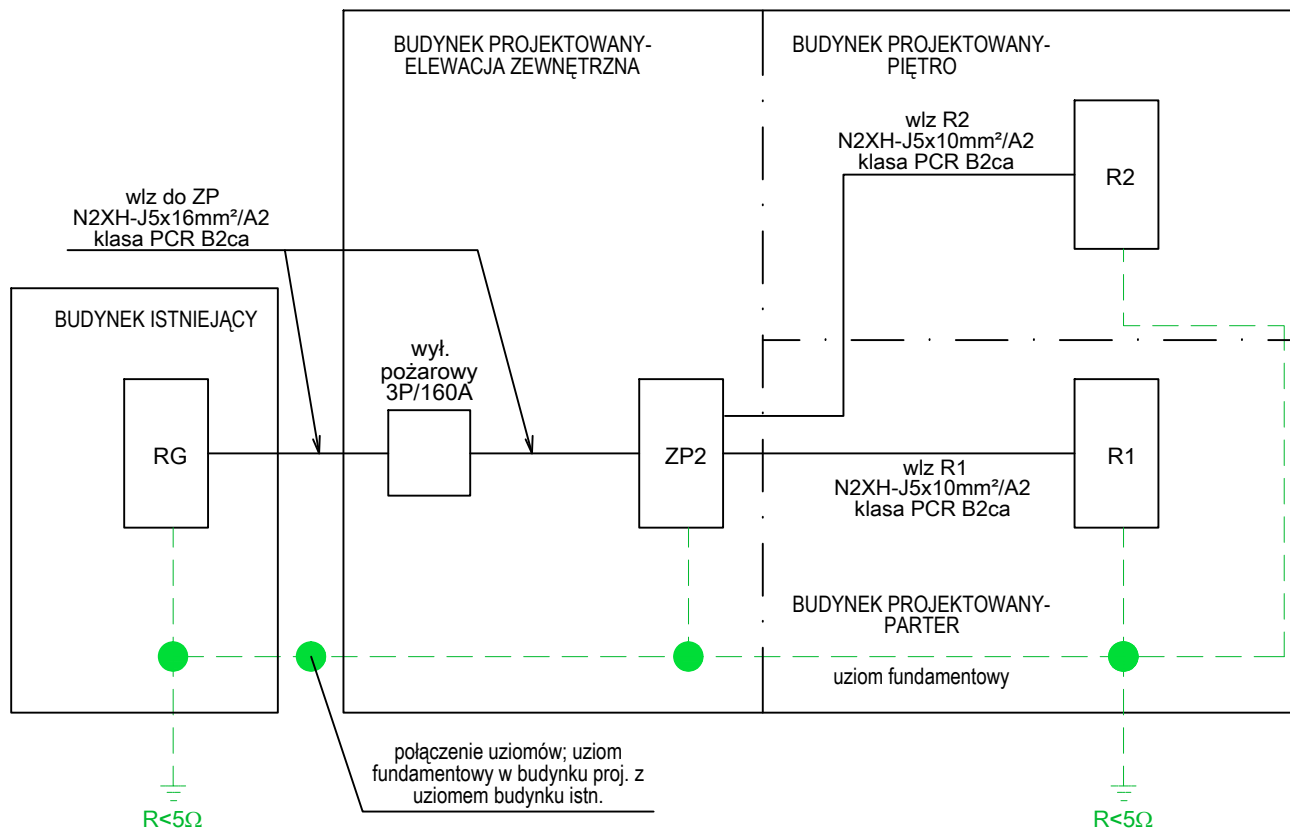 BUDYNEK PROJEKTOWANY-
ELEWACJA ZEWNĘTRZNA
BUDYNEK PROJEKTOWANY-
PIĘTRO
wlz R2
N2XH-J5x10mm²/A2
klasa PCR B2ca
R2
wlz do ZP
N2XH-J5x16mm²/A2
klasa PCR B2ca
BUDYNEK ISTNIEJĄCY
wył.
pożarowy
3P/160A
RG
ZP2
R1
wlz R1
N2XH-J5x10mm²/A2
klasa PCR B2ca
BUDYNEK PROJEKTOWANY-
PARTER
uziom fundamentowy
połączenie uziomów; uziom
fundamentowy w budynku proj. z
uziomem budynku istn.
R<5Ω
R<5Ω